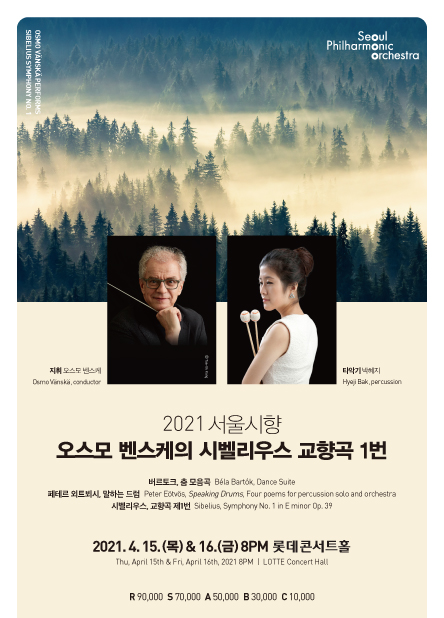 OSMO VÄNSKÄ PERFORMS
SIBELIUS SYMPHONY NO. 1
Seoul
Philharmonic
orchestra
지휘 오스모 벤스케
Osmo Vänskä, conductor
타악기 박혜지
Hyeji Bak, percussion
2021 서울시향
오스모 벤스케의 시벨리우스 교향곡 1번
버르토크, 춤 모음곡 Béla Bartók, Dance Suite
페테르 외트뵈시, 말하는 드럼 Peter Eötvös, Speaking Drums, Four poems for percussion solo and orchestra
시벨리우스, 교향곡 제1번 Sibelius, Symphony No. 1 in E minor Op. 39
2021. 4. 15.(목) & 16.(금) 8PM 롯데콘서트홀
Thu, April 15th & Fri, April 16th, 2021 8PM | LOTTE Concert Hall
R 90,000 S 70,000 A 50,000 B 30,000 C 10,000